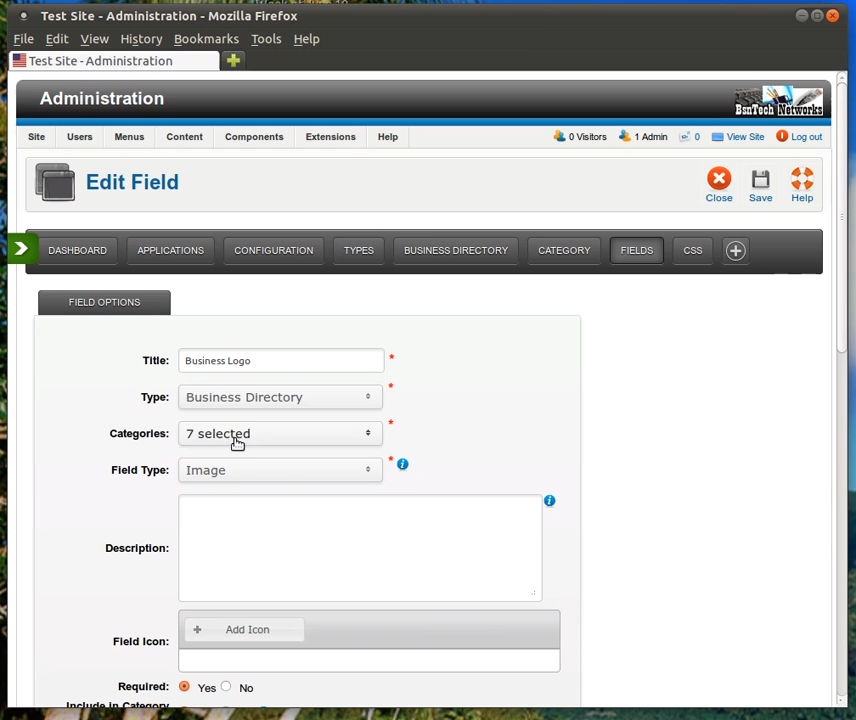 Test Site - Administration - Mozilla Firefox
File Edit View History Bookmarks Tools Help
Test Site - Administration
Administration
BsnTech Networks
Site Users Menus Content Components Extensions Help 0 Visitors 1 Admin 0 View Site Log out
Edit Field
Close Save Help
DASHBOARD APPLICATIONS CONFIGURATION TYPES BUSINESS DIRECTORY CATEGORY FIELDS CSS
FIELD OPTIONS
Title: Business Logo *
Type: Business Directory *
Categories: 7 selected *
Field Type: Image *
Description:
+ Add Icon
Field Icon:
Required: Yes No
Include in Category